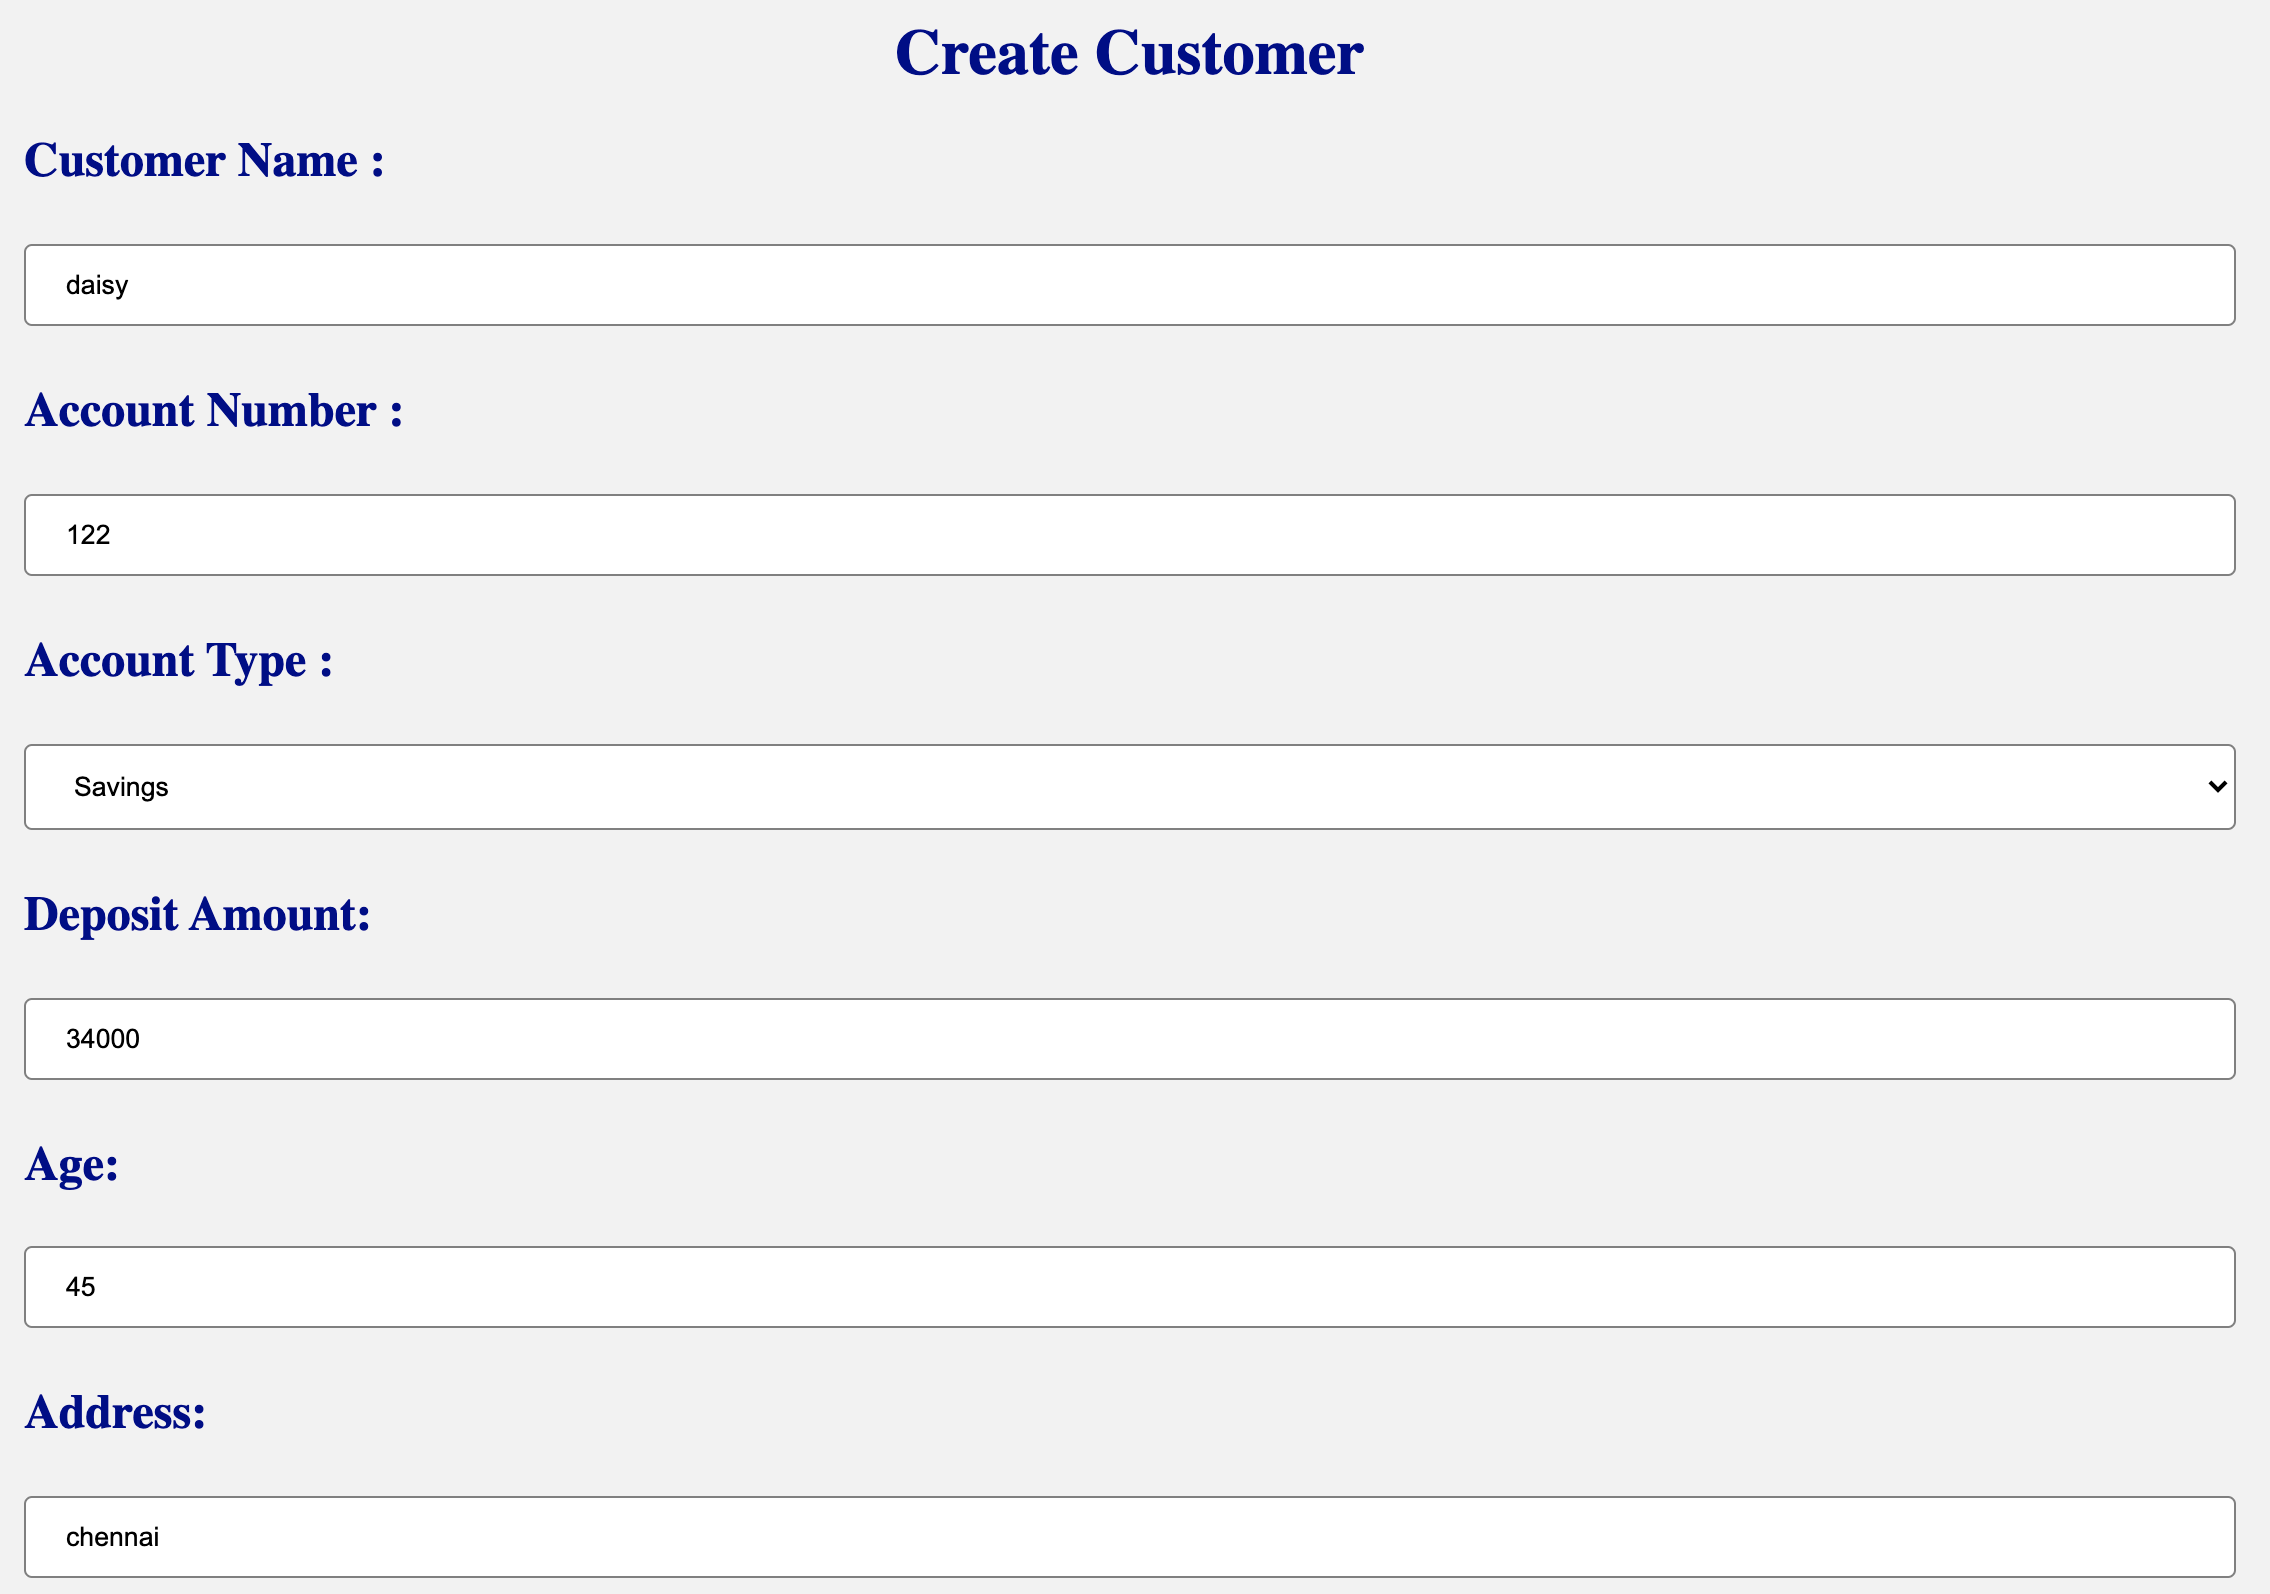 Create Customer
Customer Name :
daisy
Account Number :
122
Account Type :
Savings
Deposit Amount:
34000
Age:
45
Address:
chennai